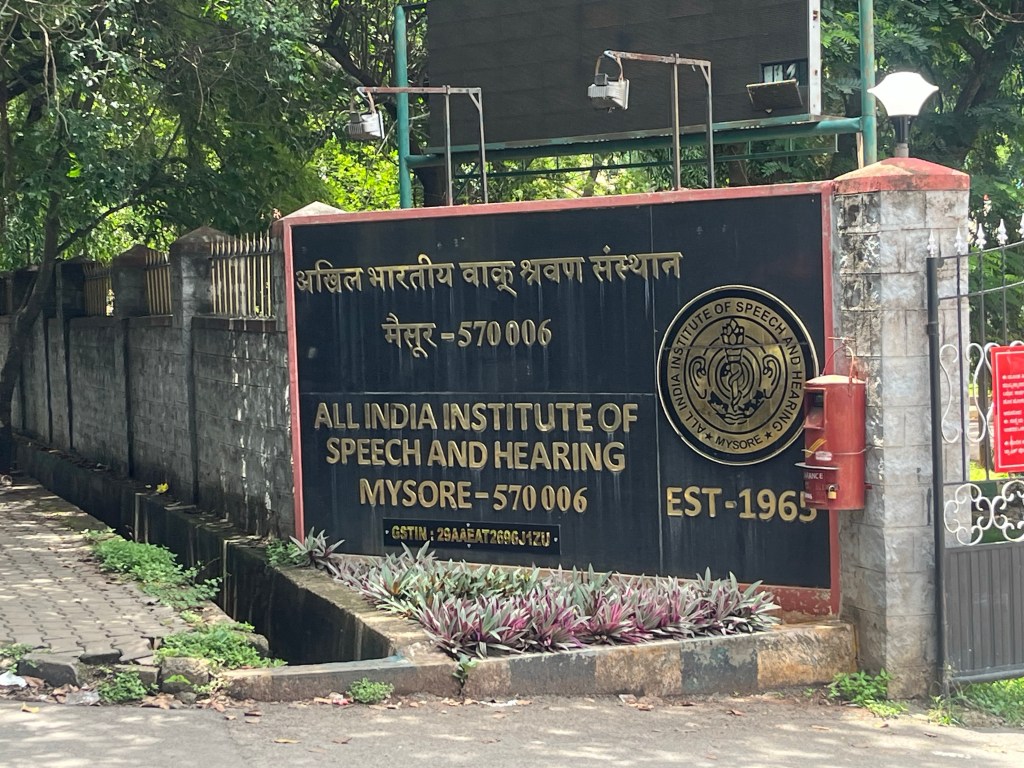 अखिल भारतीय वाक् श्रवण संस्थान
मैसूर-570 006
ALL INDIA INSTITUTE OF
SPEECH AND HEARING
MYSORE-570 006
GSTIN : 29AAEAT2696J1ZU
ALL INDIA INSTITUTE OF SPEECH AND HEARING
★ MYSORE ★
EST-1965